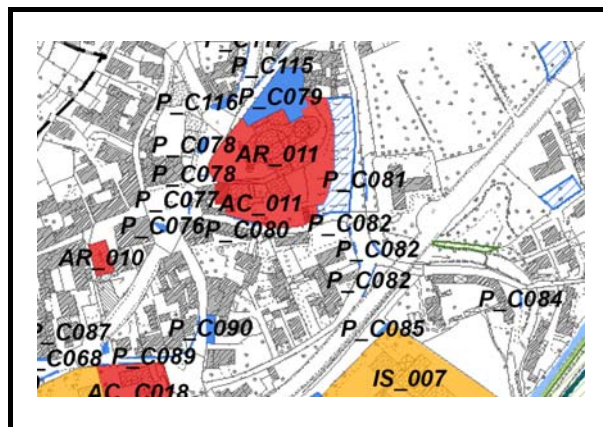 P_C115
P_C116 P_C079
P_C078
AR_011
P_C078
P_C081
P_C077
AC_011
P_C076 P_C080
P_C082
P_C082
AR_010
P_C082
P_C084
P_C087
P_C090
P_C085
C068
P_C089
IS_007
AC_C018